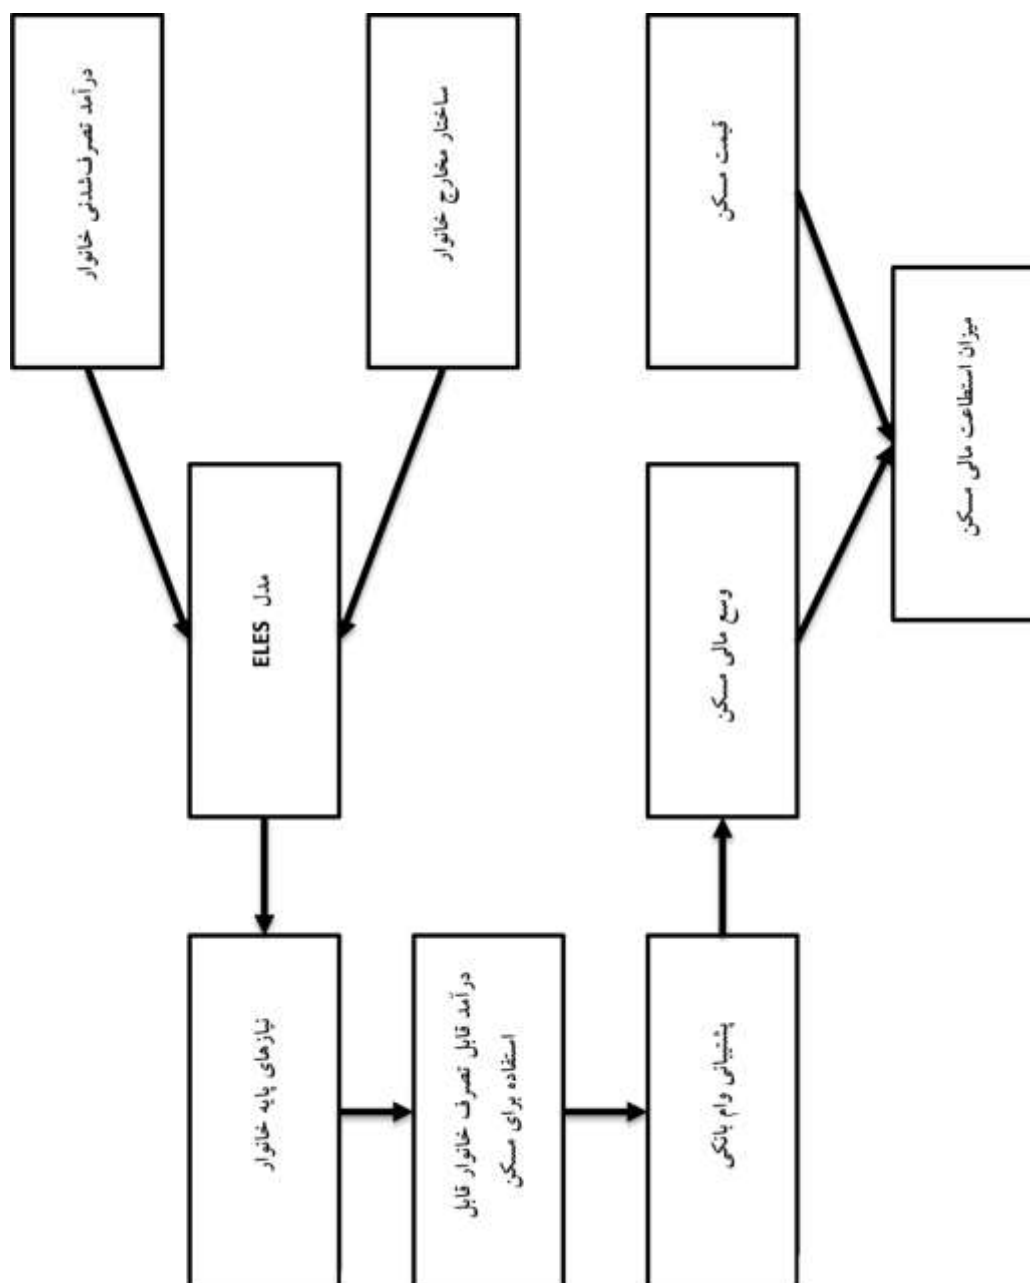 درآمد تصرف‌شدنی خانوار
ساختار مخارج خانوار
قیمت مسکن
میزان استطاعت مالی مسکن
مدل ELES
وسع مالی مسکن
نیازهای پایه خانوار
درآمد قابل تصرف خانوار قابل
استفاده برای مسکن
پشتیبانی وام بانکی